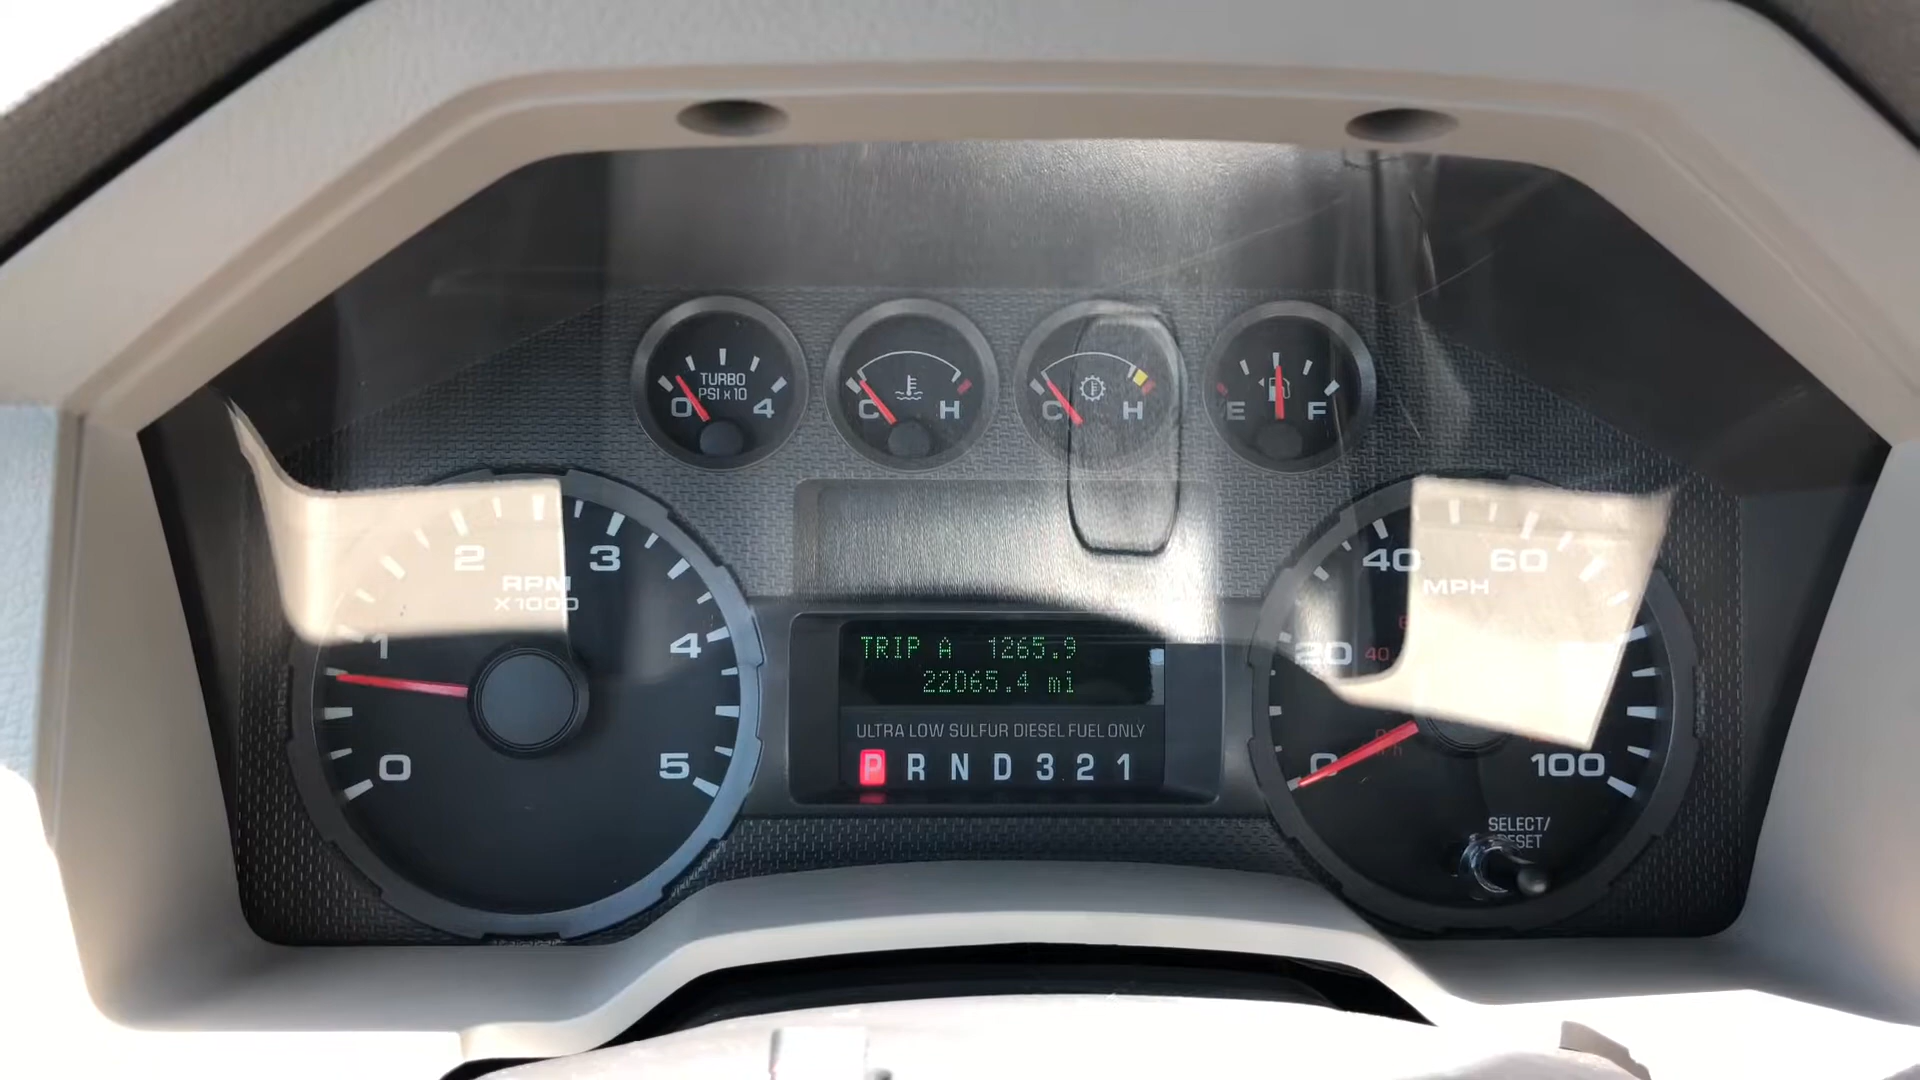 TURBO
PSI x 10
0 4
C H
C H
E F
0 1 2 3 4 5
RPM
X1000
TRIP A 1265.9
22065.4 mi
ULTRA LOW SULFUR DIESEL FUEL ONLY
P R N D 3 2 1
0 20 40 60 100
MPH
40
SELECT/
RESET